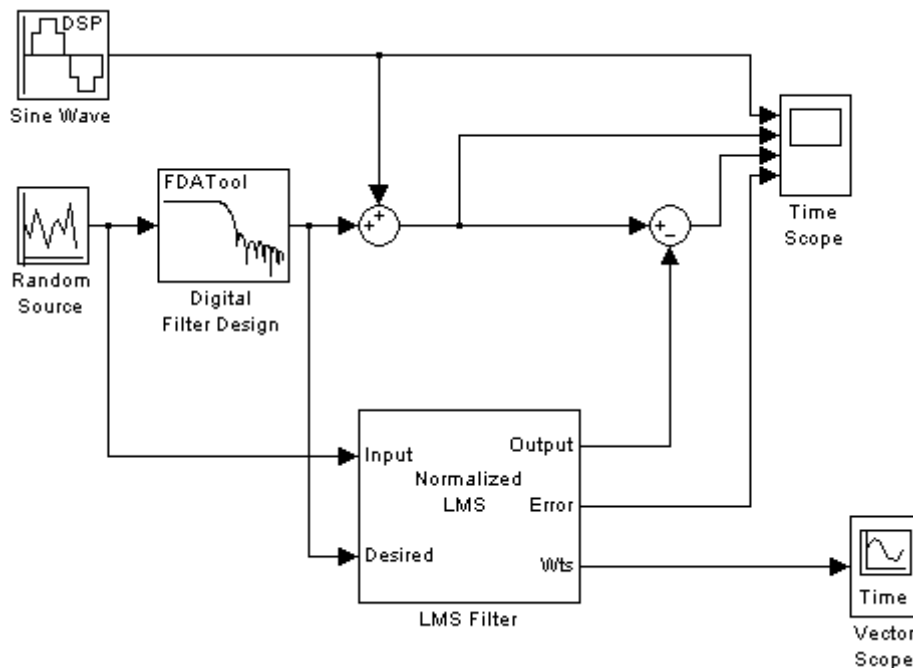 DSP
Sine Wave
Time
Scope
FDATool
Random
Source
Digital
Filter Design
+
+
+
−
Input
Output
Normalized
LMS
Error
Desired
Wts
LMS Filter
Time
Vector
Scope